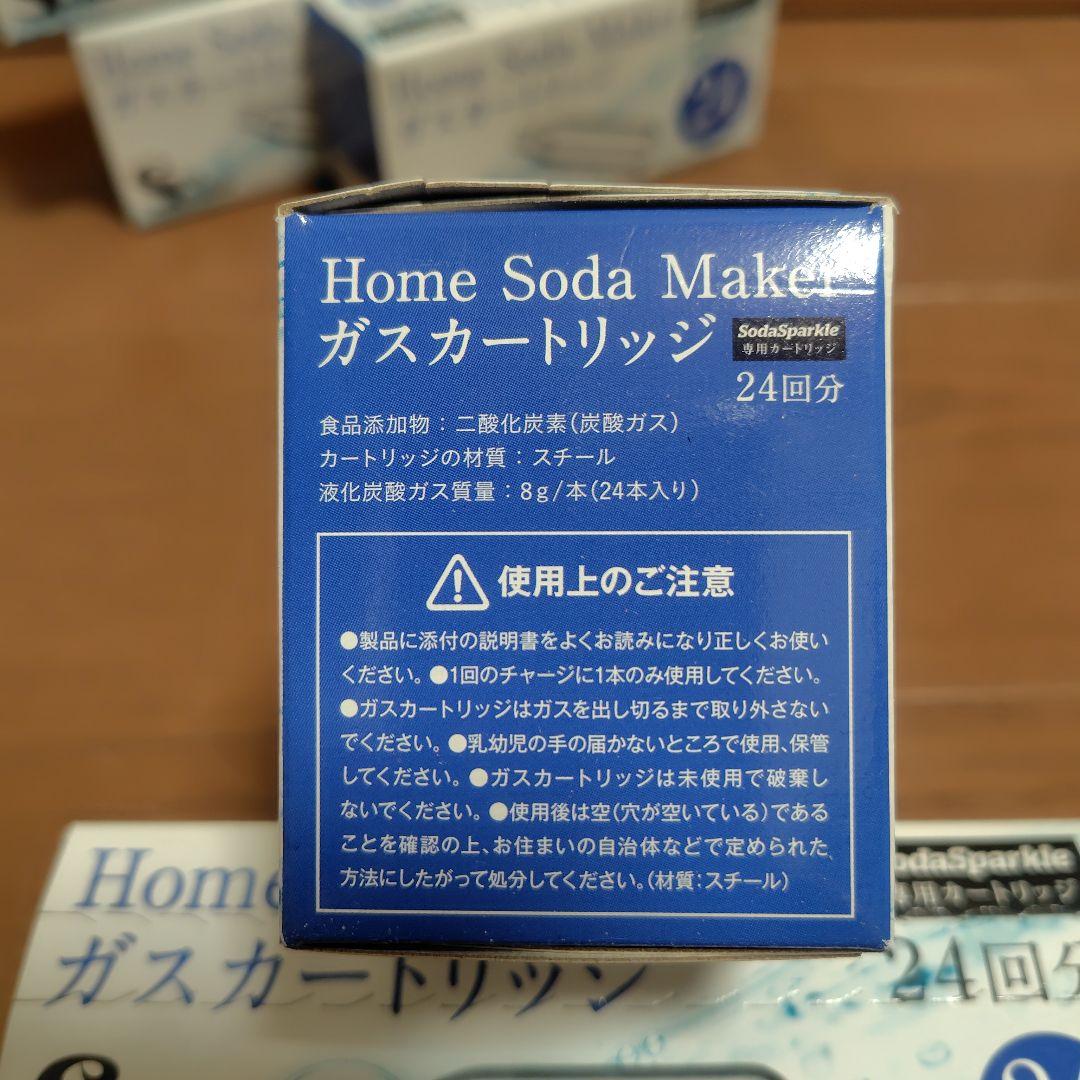 Home Soda
Home Soda Maker
Home Soda Maker
ガスカートリッジ
SodaSparkle
専用カートリッジ
24回分
食品添加物：二酸化炭素（炭酸ガス）
カートリッジの材質：スチール
液化炭酸ガス質量：8g/本（24本入り）
使用上のご注意
●製品に添付の説明書をよくお読みになり正しくお使い
ください。●1回のチャージに1本のみ使用してください。
●ガスカートリッジはガスを出し切るまで取り外さない
でください。●乳幼児の手の届かないところで使用、保管
してください。●ガスカートリッジは未使用で破棄し
ないでください。●使用後は空（穴が空いている）である
ことを確認の上、お住まいの自治体などで定められた
方法にしたがって処分してください。（材質：スチール）
Home
SodaSparkle
専用カートリッジ
ガスカートリッジ
24回分